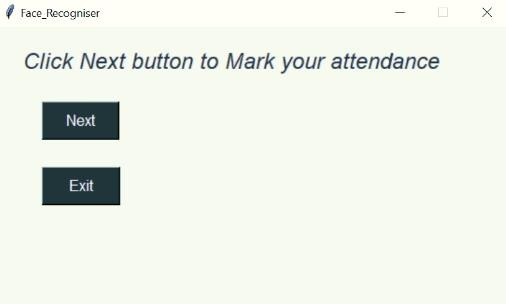 Face_Recogniser
Click Next button to Mark your attendance
Next
Exit